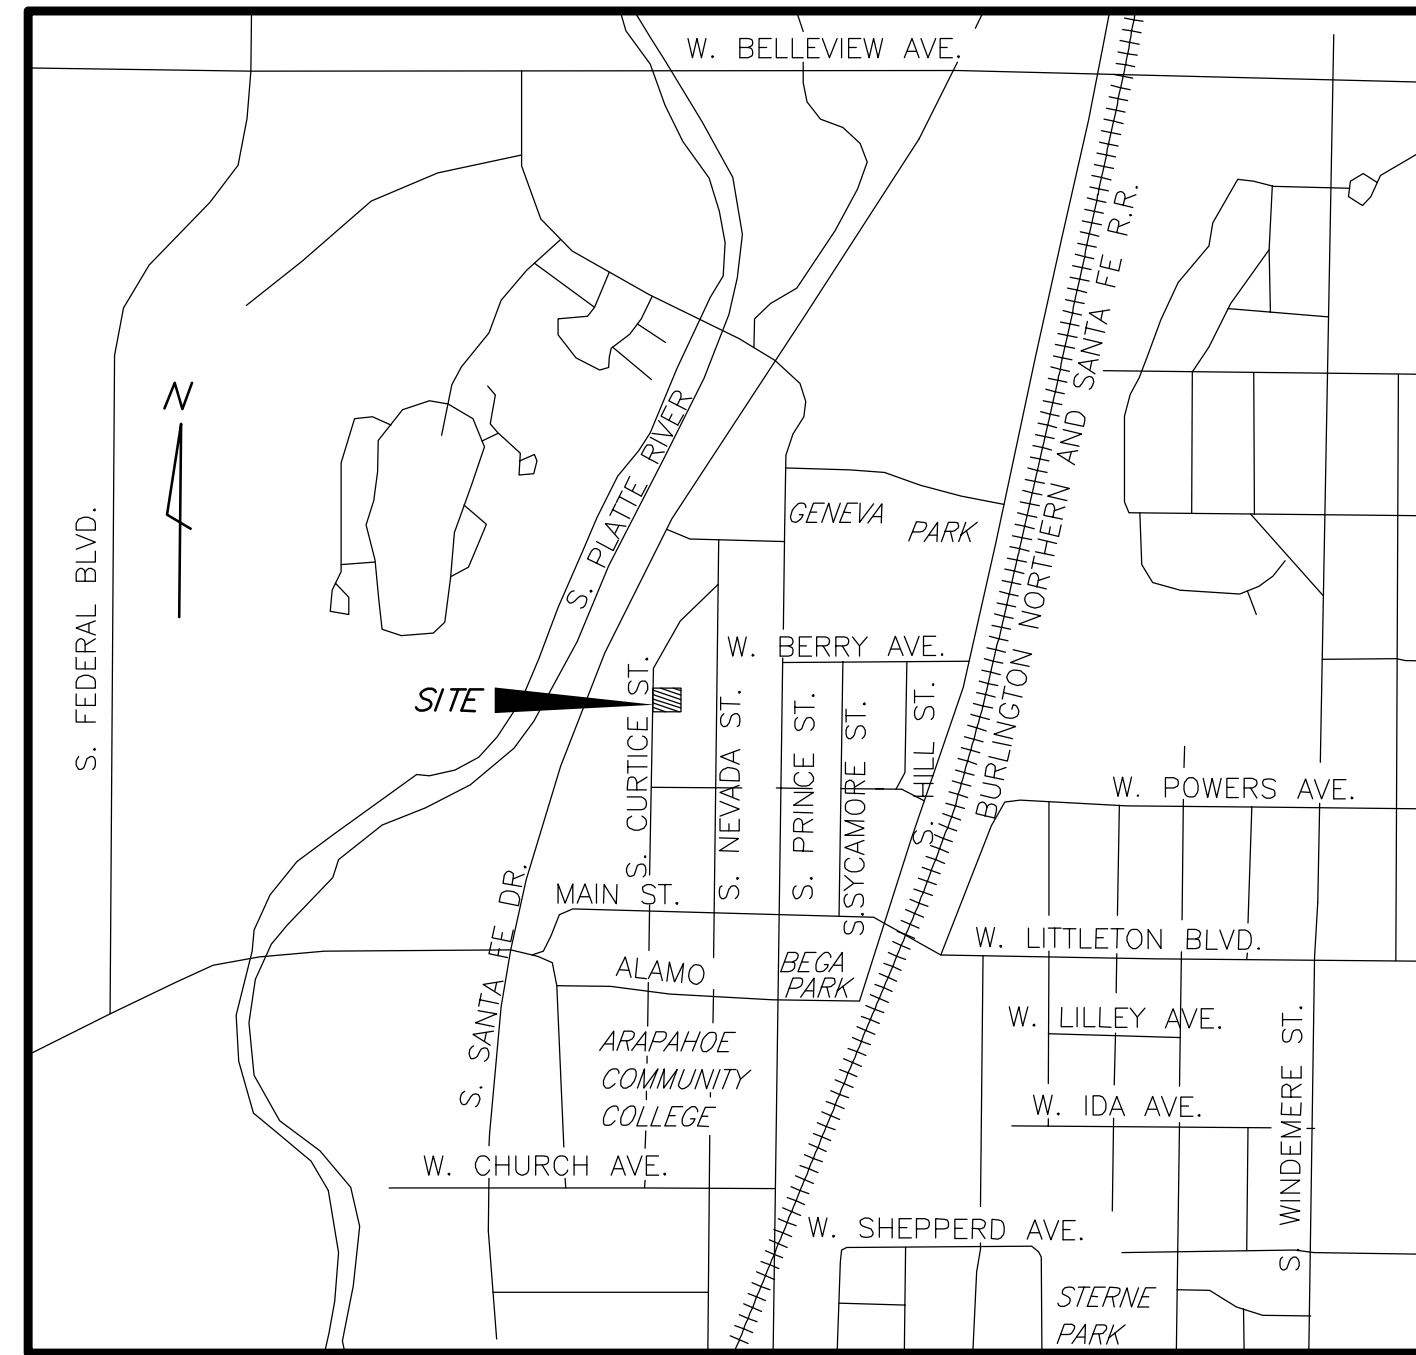 W. BELLEVIEW AVE.
N
S. FEDERAL BLVD.
S. PLATTE RIVER
BURLINGTON NORTHERN AND SANTA FE R.R.
GENEVA PARK
W. BERRY AVE.
SITE
S. CURTICE ST.
S. NEVADA ST.
S. PRINCE ST.
S.SYCAMORE ST.
S. HILL ST.
W. POWERS AVE.
MAIN ST.
S. SANTA FE DR.
W. LITTLETON BLVD.
ALAMO
BEGA
PARK
W. LILLEY AVE.
ARAPAHOE
COMMUNITY
COLLEGE
W. IDA AVE.
S. WINDEMERE ST.
W. CHURCH AVE.
W. SHEPPERD AVE.
STERNE
PARK